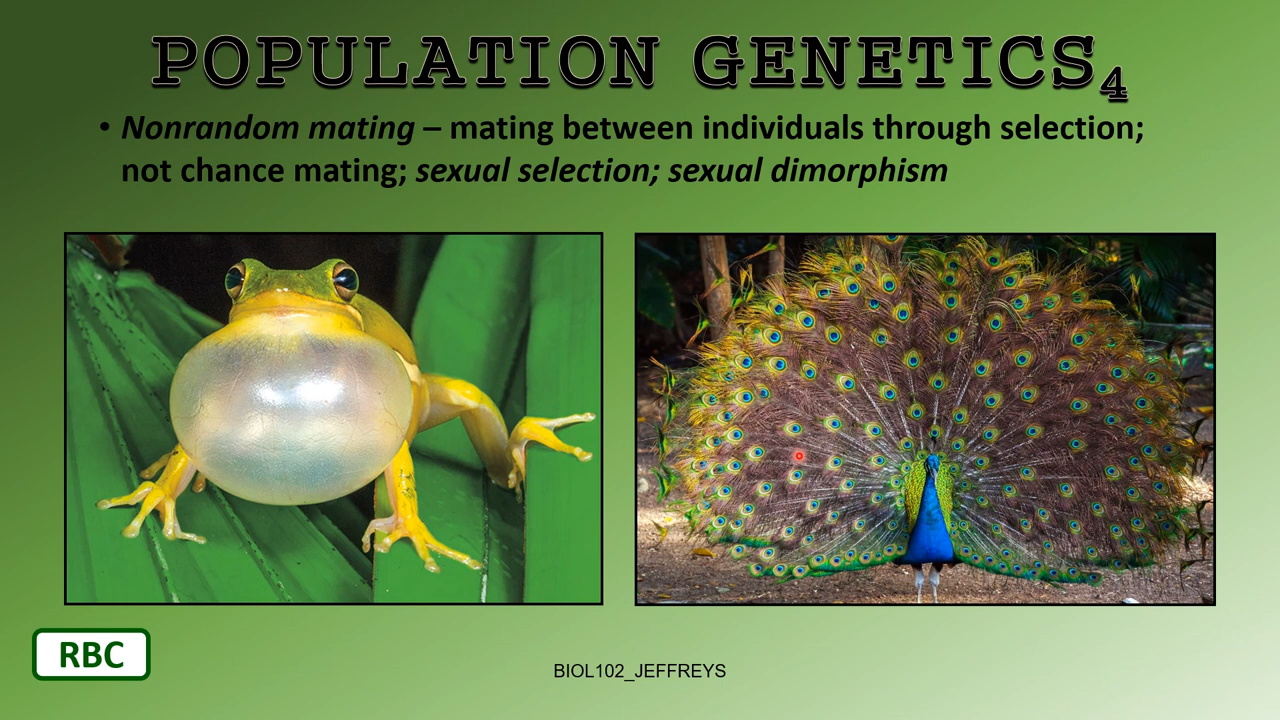 POPULATION GENETICS₄
• Nonrandom mating – mating between individuals through selection;
not chance mating; sexual selection; sexual dimorphism
RBC
BIOL102_JEFFREYS